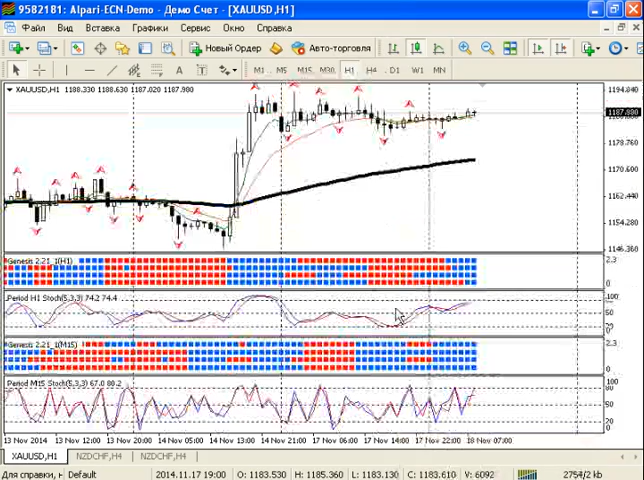 9582181: Alpari-ECN-Demo - Демо Счет - [XAUUSD,H1]
Файл Вид Вставка Графики Сервис Окно Справка
Новый Ордер Авто-торговля
A T M1 M5 M15 M30 H1 H4 D1 W1 MN
XAUUSD,H1 1188.330 1188.630 1187.020 1187.980
1194.840
1187.980
1178.760
1170.620
1162.440
1154.280
1146.360
Genesis 2.21_1(H1)
2.3
0
Period H1 Stoch(5,3,3) 74.2 74.4
80
50
20
Genesis 2.21_1(M15)
2.3
0
Period M15 Stoch(5,3,3) 67.0 80.2
80
50
20
0
13 Nov 2014 13 Nov 12:00 13 Nov 20:00 14 Nov 05:00 14 Nov 13:00 14 Nov 21:00 17 Nov 06:00 17 Nov 14:00 17 Nov 22:00 18 Nov 07:00
XAUUSD,H1 NZDCHF,H4 NZDCHF,H4
Для справки, н Default 2014.11.17 19:00 O: 1183.530 H: 1185.360 L: 1183.130 C: 1183.610 V: 6092 2754/2 kb